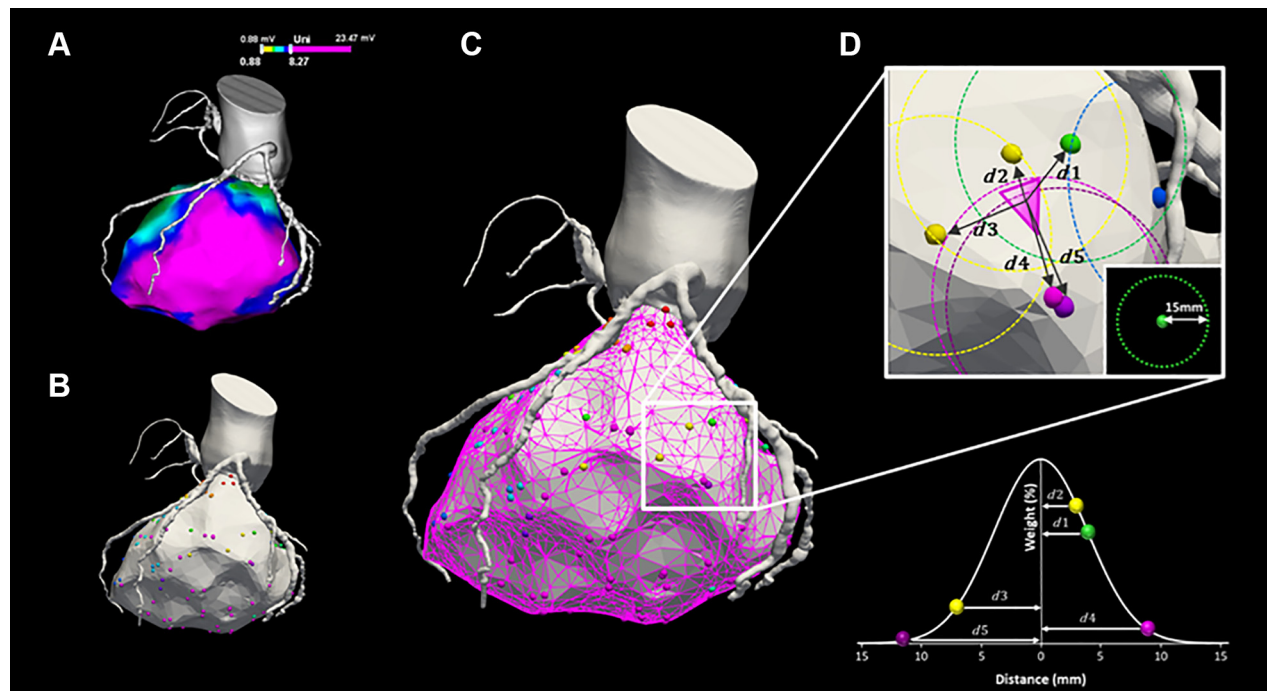 A
0.88 mV
Uni
23.47 mV
0.88
8.27
B
C
D
d2
d1
d3
d4
d5
15mm
Weight (%)
d2
d1
d3
d4
d5
15
10
5
0
5
10
15
Distance (mm)